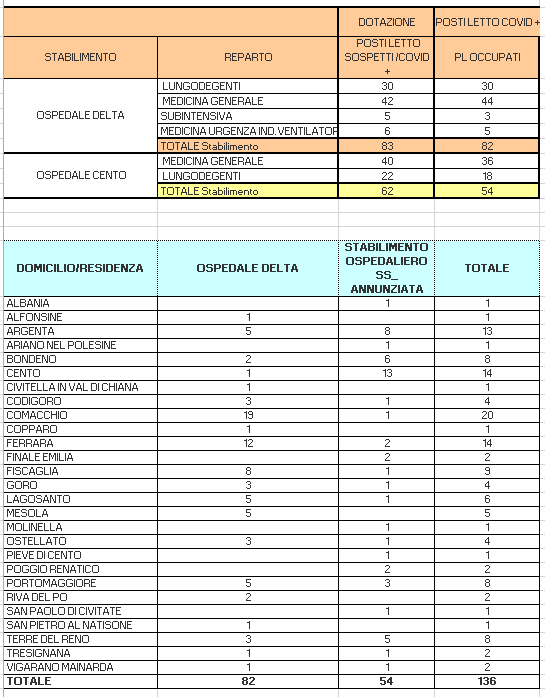 DOTAZIONE POSTI LETTO COVID +
STABILIMENTO REPARTO POSTI LETTO SOSPETTI/COVID + PL OCCUPATI
OSPEDALE DELTA
LUNGODEGENTI 30 30
MEDICINA GENERALE 42 44
SUBINTENSIVA 5 3
MEDICINA URGENZA IND.VENTILATOR 6 5
TOTALE Stabilimento 83 82
OSPEDALE CENTO
MEDICINA GENERALE 40 36
LUNGODEGENTI 22 18
TOTALE Stabilimento 62 54
DOMICILIO/RESIDENZA OSPEDALE DELTA STABILIMENTO OSPEDALIERO SS_ ANNUNZIATA TOTALE
ALBANIA 1 1
ALFONSINE 1 1
ARGENTA 5 8 13
ARIANO NEL POLESINE 1 1
BONDENO 2 6 8
CENTO 1 13 14
CIVITELLA IN VAL DI CHIANA 1 1
CODIGORO 3 1 4
COMACCHIO 19 1 20
COPPARO 1 1
FERRARA 12 2 14
FINALE EMILIA 2 2
FISCAGLIA 8 1 9
GORO 3 1 4
LAGOSANTO 5 1 6
MESOLA 5 5
MOLINELLA 1 1
OSTELLATO 3 1 4
PIEVE DI CENTO 1 1
POGGIO RENATICO 2 2
PORTOMAGGIORE 5 3 8
RIVA DEL PO 2 2
SAN PAOLO DI CIVITATE 1 1
SAN PIETRO AL NATISONE 1 1
TERRE DEL RENO 3 5 8
TRESIGNANA 1 1 2
VIGARANO MAINARDA 1 1 2
TOTALE 82 54 136